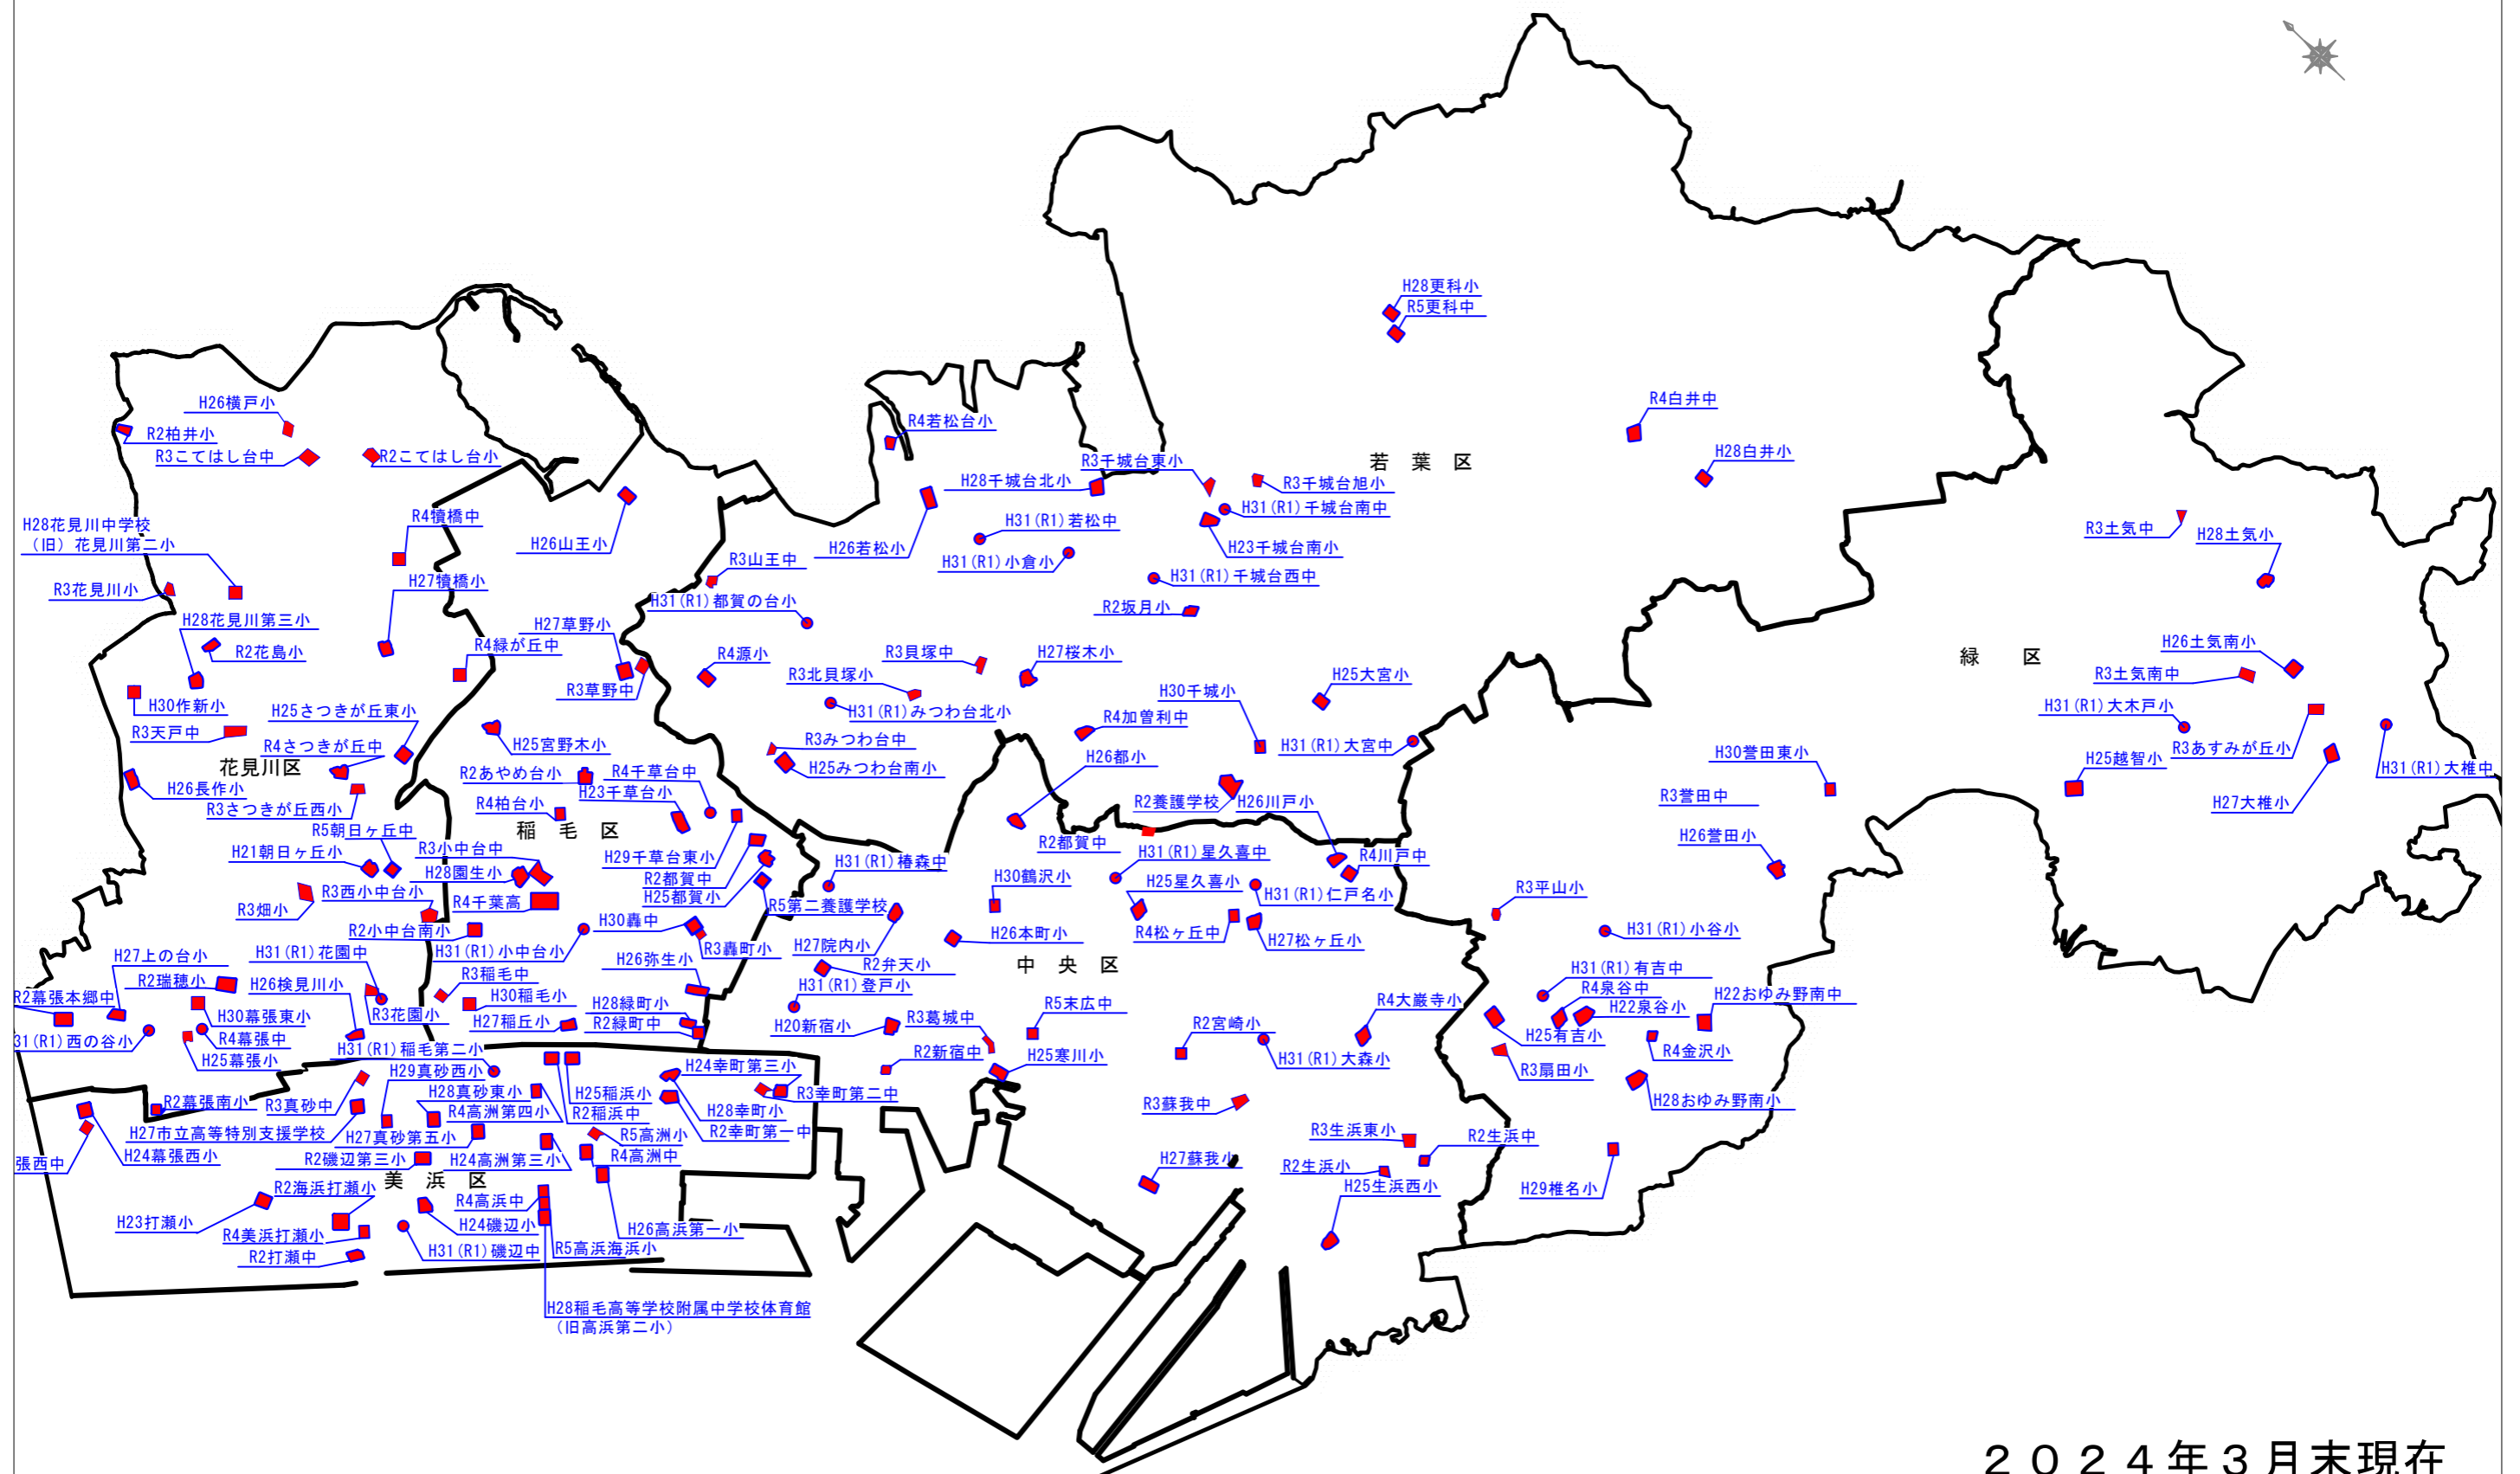 H28更科小
R5更科中
H26横戸小
R2柏井小
R3こてはし台中
R2こてはし台小
R4若松台小
R4白井中
H28白井小
若 葉 区
R3千城台東小
H28千城台北小
R3千城台旭小
H31(R1)千城台南中
H31(R1)若松中
H23千城台南小
H26若松小
H31(R1)小倉小
H31(R1)千城台西中
R2坂月小
H28花見川中学校
(旧)花見川第二小
R4犢橋中
H26山王小
R3山王中
R3土気中
H28土気小
R3花見川小
H27犢橋小
H31(R1)都賀の台小
H28花見川第三小
R2花島小
H27草野小
R4緑が丘中
R3草野中
R4源小
R3貝塚中
R3北貝塚小
H27桜木小
H31(R1)みつわ台北小
H30千城小
H25大宮小
緑 区
H26土気南小
R3土気南中
H31(R1)大木戸小
R3あすみが丘小
H31(R1)大椎中
H25越智小
H27大椎小
H30作新小
R3天戸中
H25さつきが丘東小
R4さつきが丘中
花見川区
H26長作小
R3さつきが丘西小
H25宮野木小
R2あやめ台小
R4千草台中
H23千草台小
R4柏台小
稲 毛 区
R3みつわ台中
H25みつわ台南小
R4加曽利中
H26都小
H31(R1)大宮中
R2養護学校
H26川戸小
H30誉田東小
R3誉田中
H26誉田小
R5朝日ヶ丘中
H21朝日ヶ丘小
R3小中台中
H28園生小
H29千草台東小
R2都賀中
H25都賀小
H31(R1)椿森中
R2都賀中
H31(R1)星久喜中
R4川戸中
H30鶴沢小
H25星久喜小
H31(R1)仁戸名小
R3平山小
R3畑小
R3西小中台小
R4千葉高
R5第二養護学校
R2小中台南小
H30轟中
R3轟町小
H27院内小
H26本町小
R4松ヶ丘中
H27松ヶ丘小
H31(R1)小谷小
H27上の台小
H31(R1)花園中
H31(R1)小中台小
R2瑞穂小
H26検見川小
R3稲毛中
H26弥生小
R2弁天小
中 央 区
H31(R1)有吉中
R2幕張本郷中
H30幕張東小
R3花園小
H30稲毛小
H28緑町小
H31(R1)登戸小
R5末広中
R4大巌寺小
R4泉谷中
H22泉谷小
H22おゆみ野南中
H27稲丘小
R2緑町中
H20新宿小
R3葛城中
R2宮崎小
31(R1)西の谷小
R4幕張中
H25幕張小
H31(R1)稲毛第二小
R2新宿中
H25寒川小
H31(R1)大森小
H25有吉小
R4金沢小
R3扇田小
H29真砂西小
H24幸町第三小
H28真砂東小
H25稲浜小
R3幸町第二中
H28おゆみ野南小
R2幕張南小
R3真砂中
R4高洲第四小
R2稲浜中
H28幸町小
R3蘇我中
H27市立高等特別支援学校
H27真砂第五小
R5高洲小
R2幸町第一中
R3生浜東小
R2生浜中
張西中
H24幕張西小
R2磯辺第三小
H24高洲第三小
R4高洲中
H27蘇我小
R2生浜小
美 浜 区
R2海浜打瀬小
H29椎名小
H25生浜西小
H23打瀬小
R4高浜中
R4美浜打瀬小
H24磯辺小
H26高浜第一小
R2打瀬中
H31(R1)磯辺中
R5高浜海浜小
H28稲毛高等学校附属中学校体育館
(旧高浜第二小)
2024年3月末現在